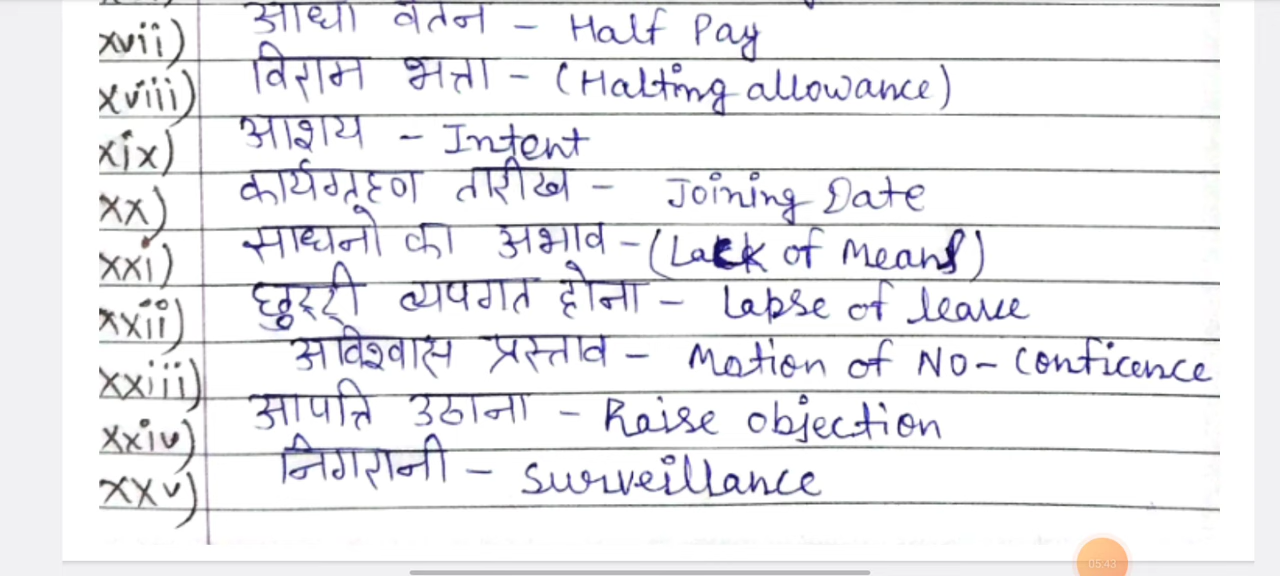 xvii) आधा वेतन - Half Pay
xviii) विराम भत्ता - (Halting allowance)
xix) आशय - Intent
xx) कार्यग्रहण तारीख - Joining Date
xxi) साधनो का अभाव - (Lack of Means)
xxii) छुट्टी व्यपगत होना - Lapse of leave
xxiii) अविश्वास प्रस्ताव - Motion of No-Conficence
xxiv) आपत्ति उठाना - Raise objection
xxv) निगरानी - Surveillance
05:43